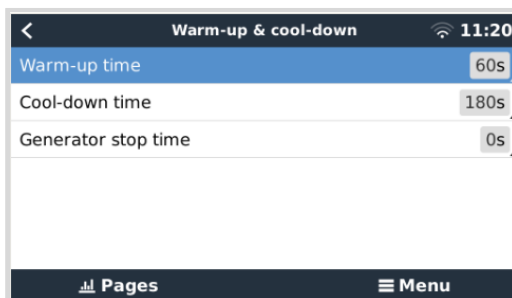 Warm-up & cool-down 11:20
Warm-up time 60s
Cool-down time 180s
Generator stop time 0s
Pages Menu